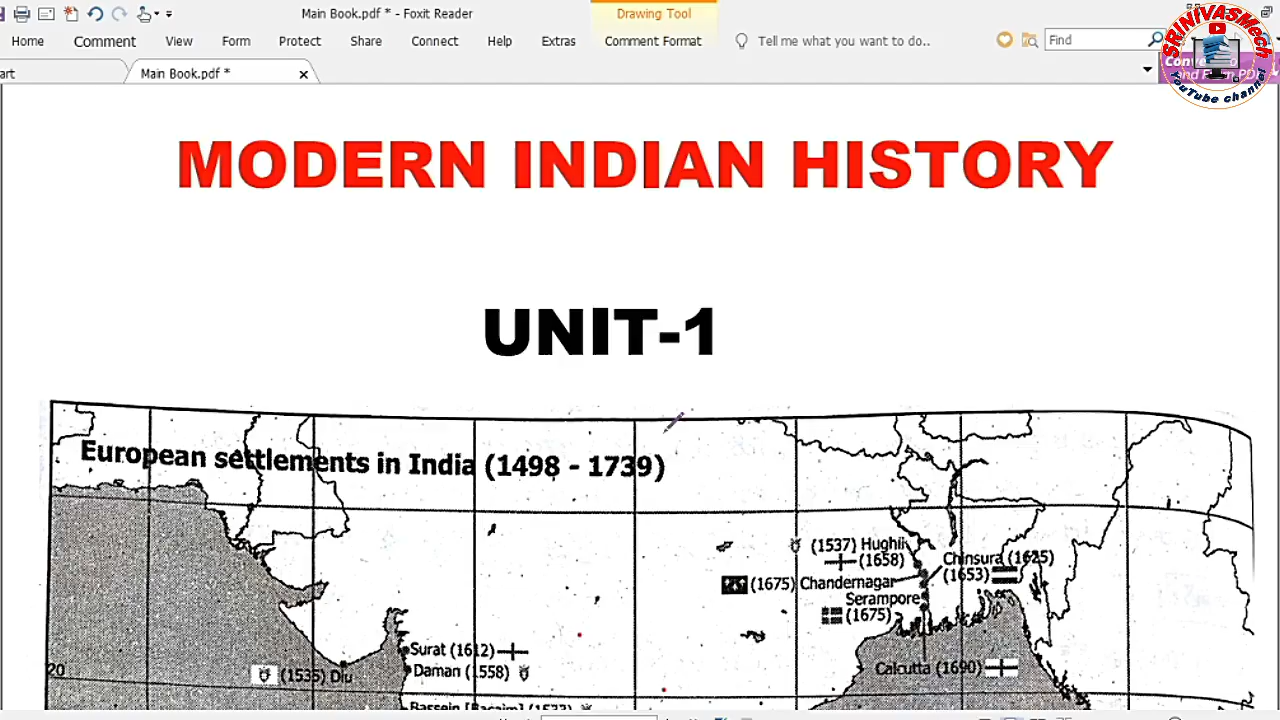 Main Book.pdf * - Foxit Reader
Drawing Tool
Home Comment View Form Protect Share Connect Help Extras Comment Format Tell me what you want to do.. Find
art Main Book.pdf *
SRINIVASMech
YouTube channel
MODERN INDIAN HISTORY
UNIT-1
European settlements in India (1498 - 1739)
(1537) Hughli
(1658)
Chinsura (1625)
(1653)
(1675) Chandernagar
Serampore
(1675)
Surat (1612)
Daman (1558)
(1535) Diu
20
Calcutta (1690)